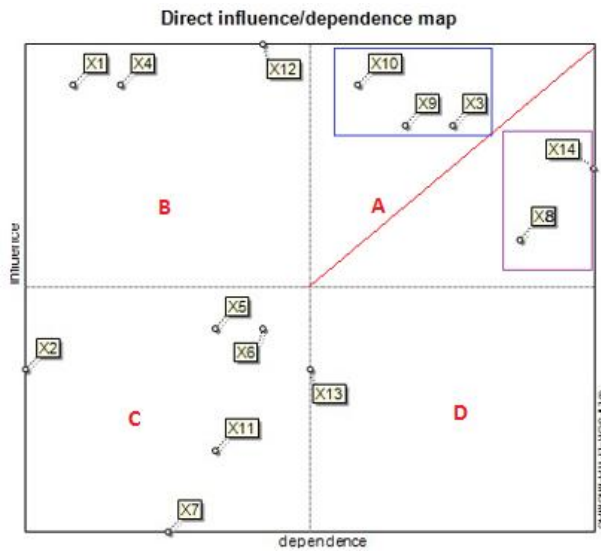 Direct influence/dependence map
X1
X4
X12
X10
X9
X3
X14
B
A
X8
influence
X5
X2
X6
X13
C
X11
D
X7
dependence